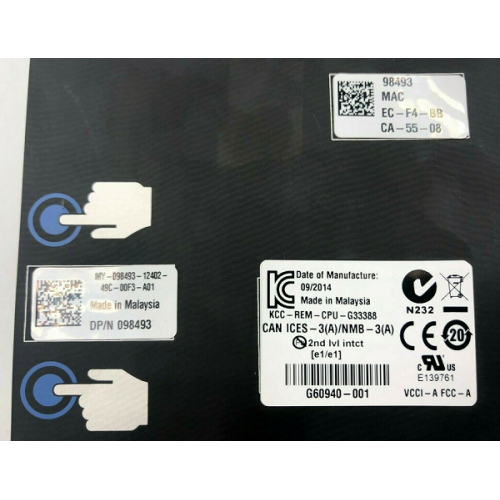 98493
MAC
EC-F4-BB
CA-55-08
MY-098493-12402-
49C-00F3-A01
Made in Malaysia
DP/N 098493
Date of Manufacture:
09/2014
Made in Malaysia
KCC-REM-CPU-G33388
CAN ICES-3(A)/NMB-3(A)
2nd lvl intct
[e1/e1]
G60940-001
N232
20
c UL US
E139761
VCCI-A FCC-A